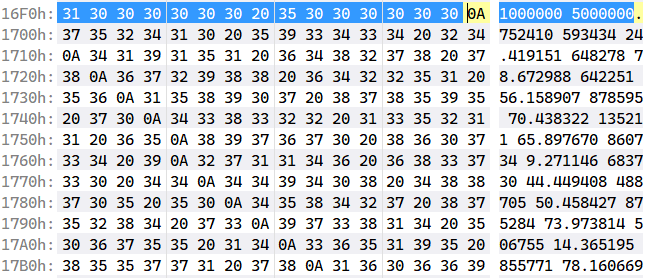 16F0h: 31 30 30 30 30 30 30 20 35 30 30 30 30 30 30 0A 1000000 5000000.
1700h: 37 35 32 34 31 30 20 35 39 33 34 33 34 20 32 34 752410 593434 24
1710h: 0A 34 31 39 31 35 31 20 36 34 38 32 37 38 20 37 .419151 648278 7
1720h: 38 0A 36 37 32 39 38 38 20 36 34 32 32 35 31 20 8.672988 642251
1730h: 35 36 0A 31 35 38 39 30 37 20 38 37 38 35 39 35 56.158907 878595
1740h: 20 37 30 0A 34 33 38 33 32 32 20 31 33 35 32 31 70.438322 13521
1750h: 31 20 36 35 0A 38 39 37 36 37 30 20 38 36 30 37 1 65.897670 8607
1760h: 33 34 20 39 0A 32 37 31 31 34 36 20 36 38 33 37 34 9.271146 6837
1770h: 33 30 20 34 34 0A 34 34 39 34 30 38 20 34 38 38 30 44.449408 488
1780h: 37 30 35 20 35 30 0A 34 35 38 34 32 37 20 38 37 705 50.458427 87
1790h: 35 32 38 34 20 37 33 0A 39 37 33 38 31 34 20 35 5284 73.973814 5
17A0h: 30 36 37 35 35 20 31 34 0A 33 36 35 31 39 35 20 06755 14.365195
17B0h: 38 35 35 37 37 31 20 37 38 0A 31 36 30 36 36 39 855771 78.160669